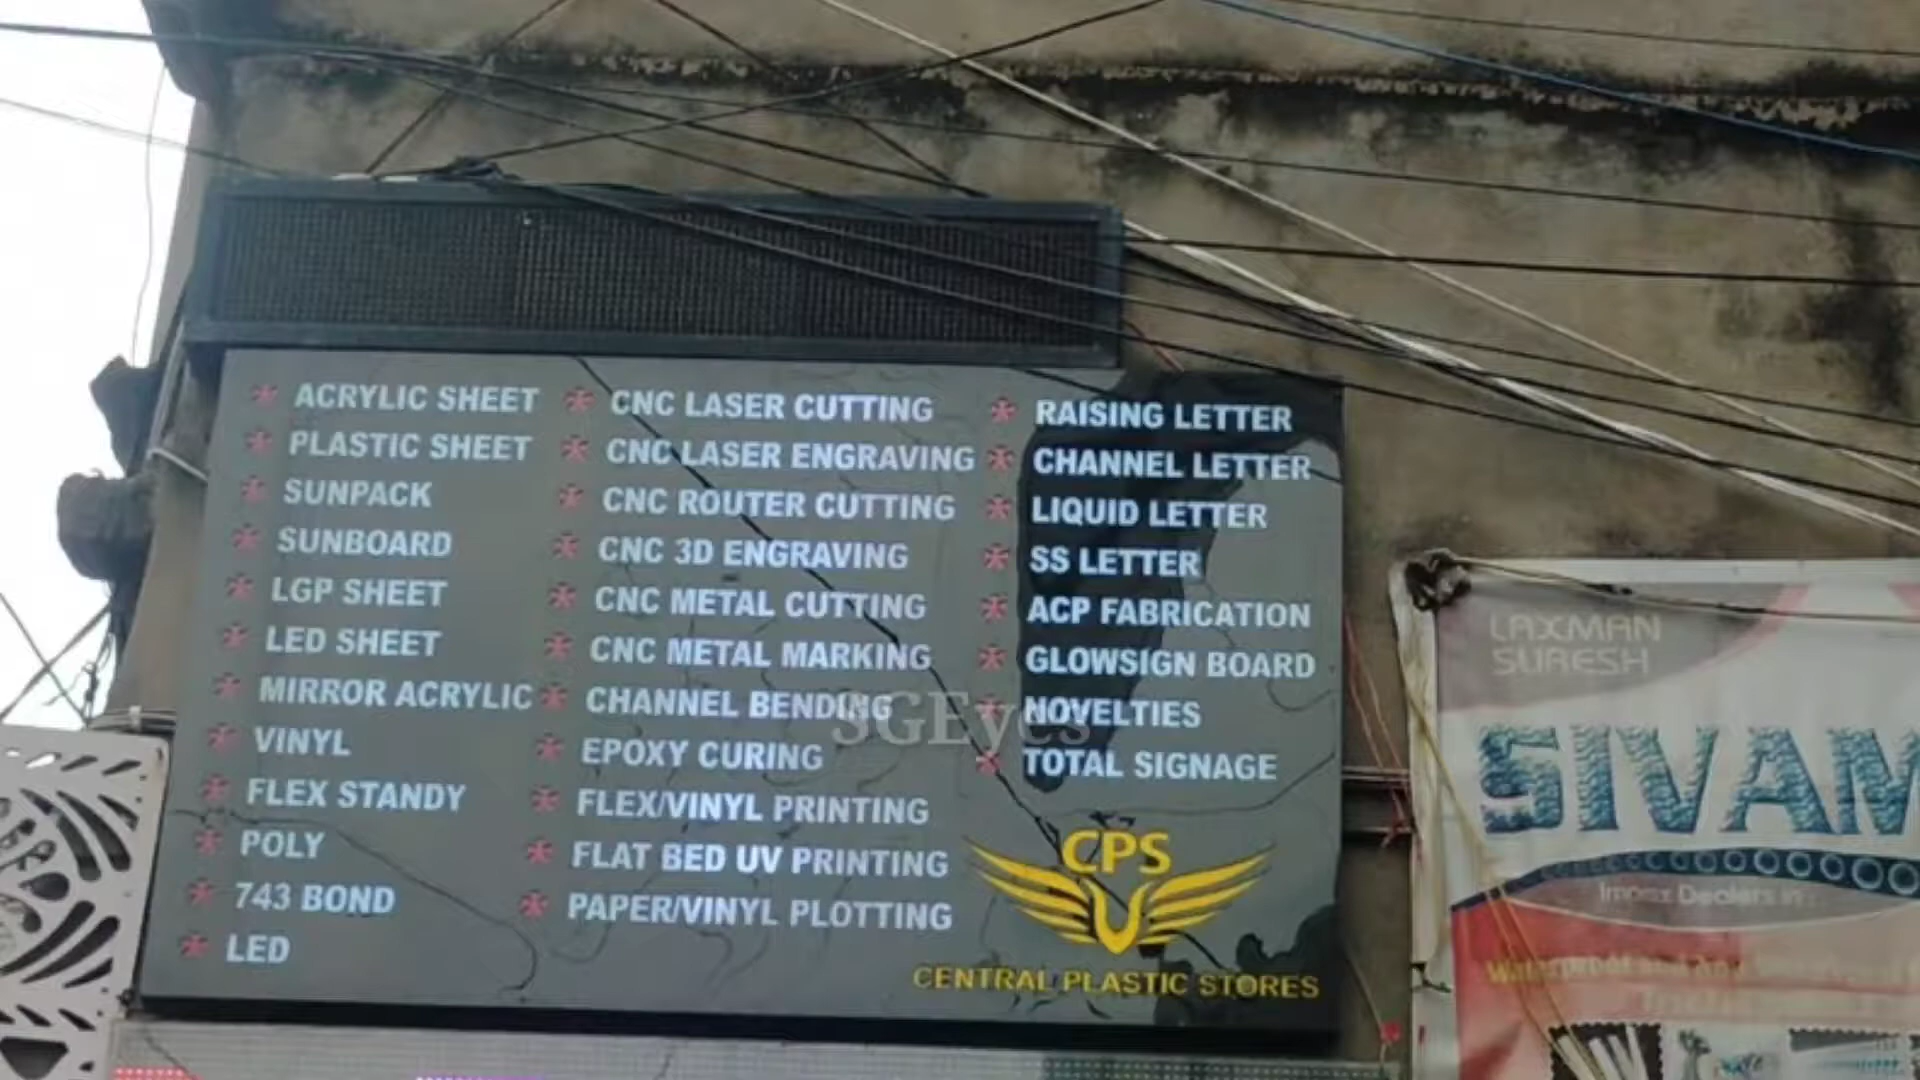 * ACRYLIC SHEET
* PLASTIC SHEET
* SUNPACK
* SUNBOARD
* LGP SHEET
* LED SHEET
* MIRROR ACRYLIC
* VINYL
* FLEX STANDY
* POLY
* 743 BOND
* LED
* CNC LASER CUTTING
* CNC LASER ENGRAVING
* CNC ROUTER CUTTING
* CNC 3D ENGRAVING
* CNC METAL CUTTING
* CNC METAL MARKING
* CHANNEL BENDING
* EPOXY CURING
* FLEX/VINYL PRINTING
* FLAT BED UV PRINTING
* PAPER/VINYL PLOTTING
* RAISING LETTER
* CHANNEL LETTER
* LIQUID LETTER
* SS LETTER
* ACP FABRICATION
* GLOWSIGN BOARD
* NOVELTIES
* TOTAL SIGNAGE
CPS
CENTRAL PLASTIC STORES
SGEyes
LAXMAN
SURESH
SIVAM
Dealers in